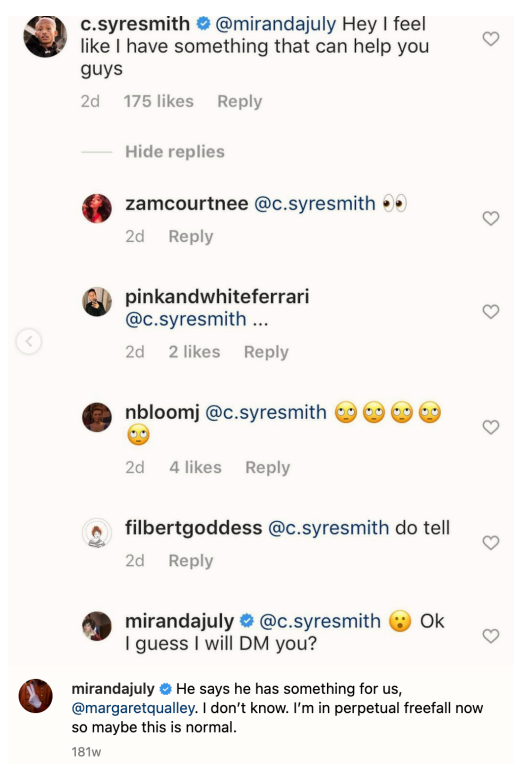 c.syresmith @mirandajuly Hey I feel
like I have something that can help you
guys
2d 175 likes Reply
Hide replies
zamcourtnee @c.syresmith 👀
2d Reply
pinkandwhiteferrari
@c.syresmith ...
2d 2 likes Reply
nbloomj @c.syresmith 🙄 🙄 🙄 🙄
🙄
2d 4 likes Reply
filbertgoddess @c.syresmith do tell
2d Reply
mirandajuly @c.syresmith 😮 Ok
I guess I will DM you?
mirandajuly He says he has something for us,
@margaretqualley. I don’t know. I’m in perpetual freefall now
so maybe this is normal.
181w